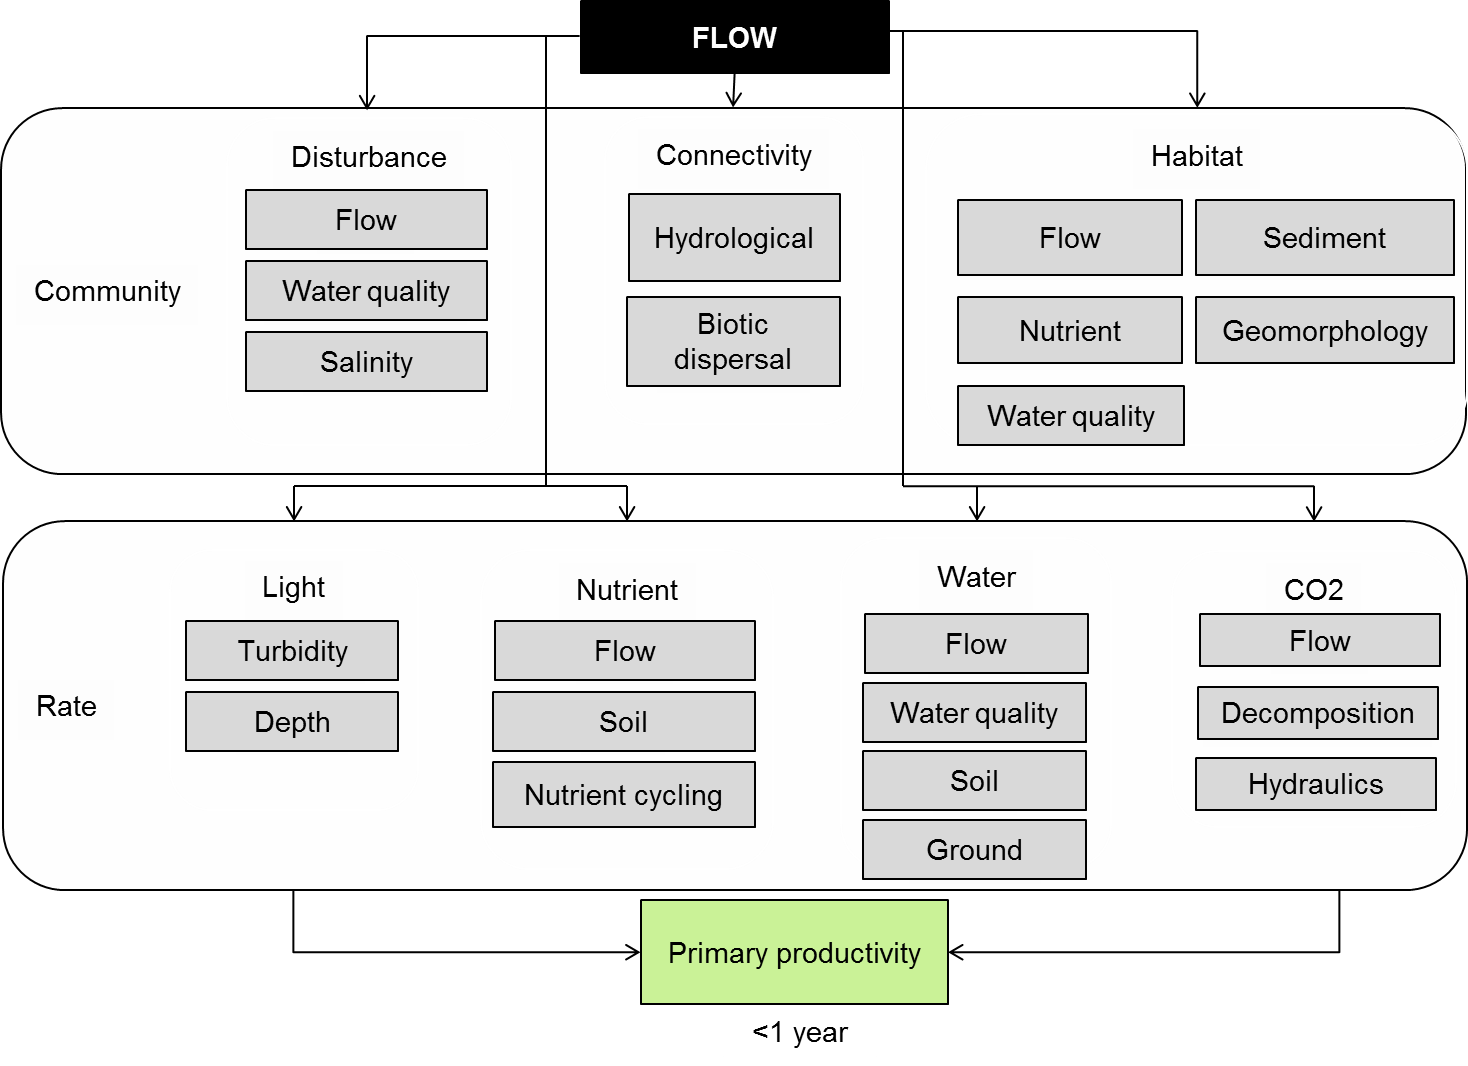 FLOW
Disturbance
Connectivity
Habitat
Flow
Water quality
Salinity
Hydrological
Biotic
dispersal
Flow
Sediment
Nutrient
Geomorphology
Water quality
Community
Light
Nutrient
Water
CO2
Turbidity
Depth
Flow
Soil
Nutrient cycling
Flow
Water quality
Soil
Ground
Flow
Decomposition
Hydraulics
Rate
Primary productivity
<1 year